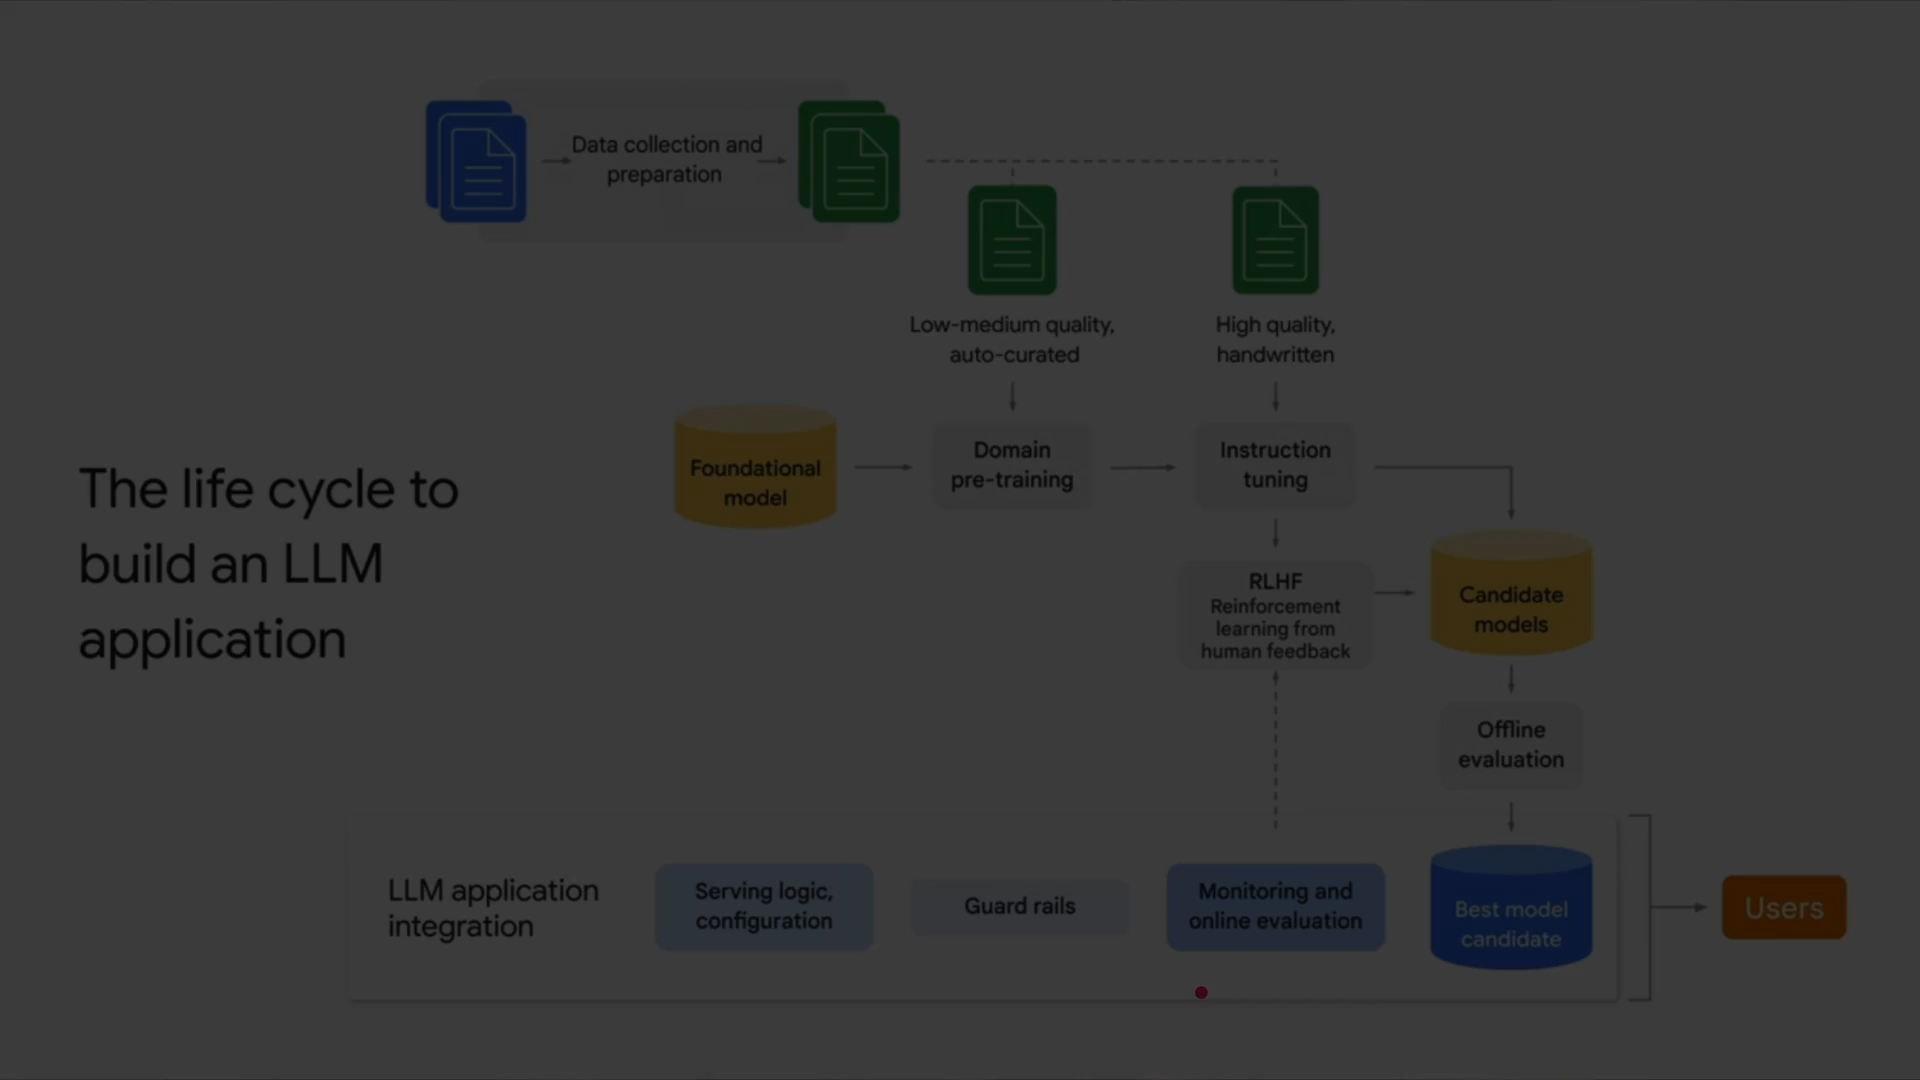 The life cycle to
build an LLM
application
Data collection and
preparation
Low-medium quality,
auto-curated
High quality,
handwritten
Foundational
model
Domain
pre-training
Instruction
tuning
RLHF
Reinforcement
learning from
human feedback
Candidate
models
Offline
evaluation
LLM application
integration
Serving logic,
configuration
Guard rails
Monitoring and
online evaluation
Best model
candidate
Users